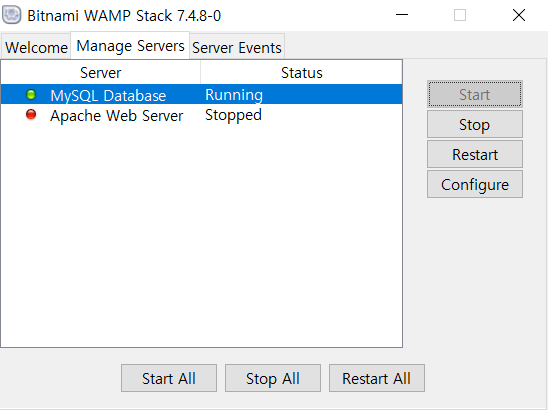 Bitnami WAMP Stack 7.4.8-0
Welcome Manage Servers Server Events
Server Status
MySQL Database Running
Apache Web Server Stopped
Start
Stop
Restart
Configure
Start All Stop All Restart All